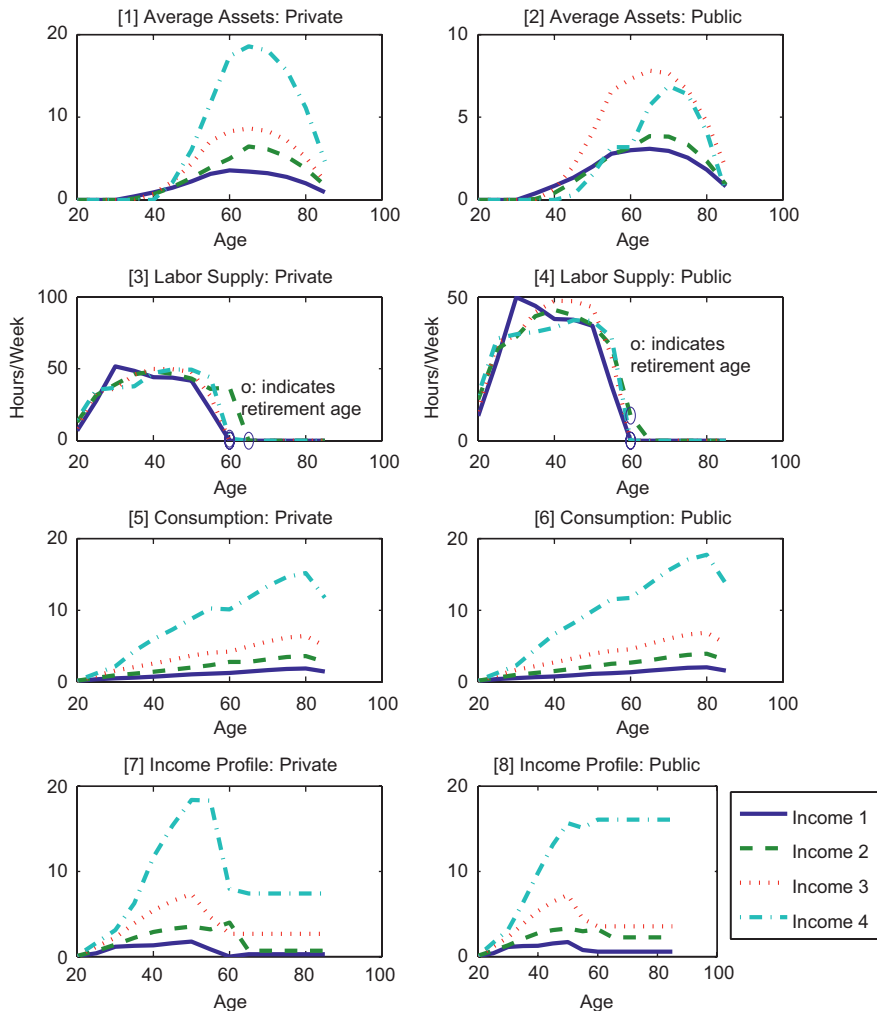 [1] Average Assets: Private
20
10
0
20 40 60 80 100
Age
[2] Average Assets: Public
10
5
0
20 40 60 80 100
Age
[3] Labor Supply: Private
Hours/Week
100
50
0
o: indicates
retirement age
20 40 60 80 100
Age
[4] Labor Supply: Public
Hours/Week
50
0
o: indicates
retirement age
20 40 60 80 100
Age
[5] Consumption: Private
20
10
0
20 40 60 80 100
Age
[6] Consumption: Public
20
10
0
20 40 60 80 100
Age
[7] Income Profile: Private
20
10
0
20 40 60 80 100
Age
[8] Income Profile: Public
20
10
0
20 40 60 80 100
Age
Income 1
Income 2
Income 3
Income 4